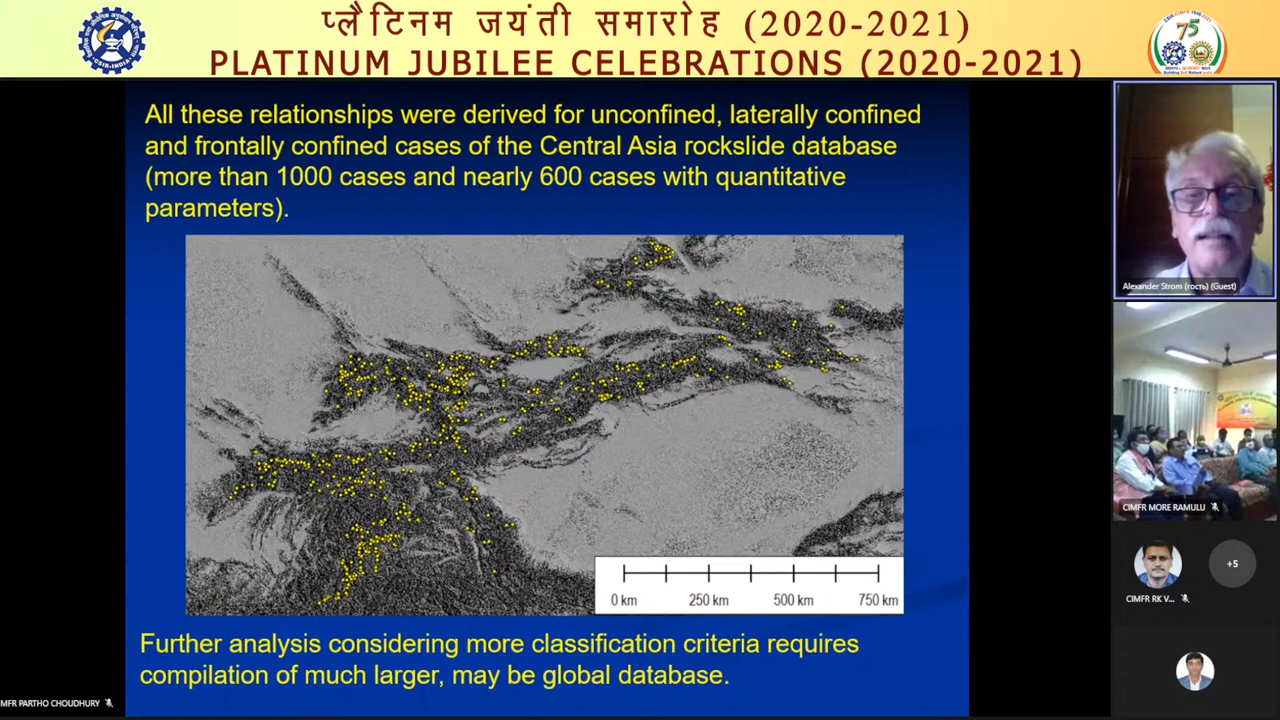 प्लैटिनम जयंती समारोह (2020-2021)
PLATINUM JUBILEE CELEBRATIONS (2020-2021)
All these relationships were derived for unconfined, laterally confined
and frontally confined cases of the Central Asia rockslide database
(more than 1000 cases and nearly 600 cases with quantitative
parameters).
0 km 250 km 500 km 750 km
Further analysis considering more classification criteria requires
compilation of much larger, may be global database.
Alexander Strom (гость) (Guest)
CIMFR MORE RAMULU
+5
CIMFR RK V...
MFR PARTHO CHOUDHURY
CSIR-INDIA
75